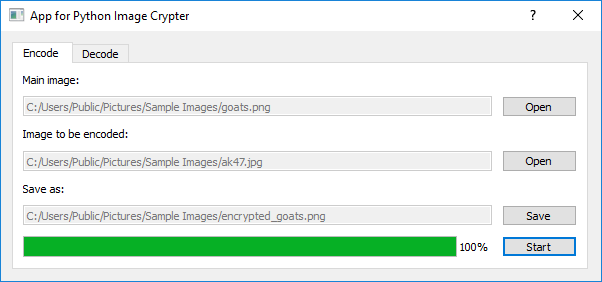 App for Python Image Crypter
?
Encode Decode
Main image:
C:/Users/Public/Pictures/Sample Images/goats.png Open
Image to be encoded:
C:/Users/Public/Pictures/Sample Images/ak47.jpg Open
Save as:
C:/Users/Public/Pictures/Sample Images/encrypted_goats.png Save
100% Start